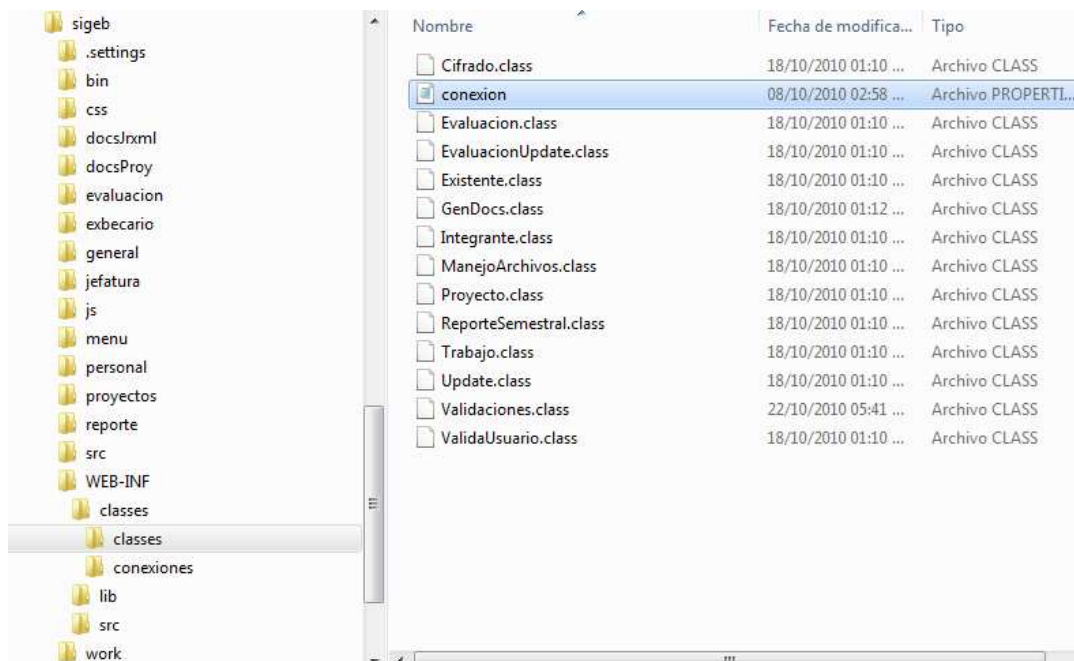 sigeb
.settings
bin
css
docsJrxml
docsProy
evaluacion
exbecario
general
jefatura
js
menu
personal
proyectos
reporte
src
WEB-INF
classes
classes
conexiones
lib
src
work
Nombre Fecha de modifica... Tipo
Cifrado.class 18/10/2010 01:10 ... Archivo CLASS
conexion 08/10/2010 02:58 ... Archivo PROPERTI...
Evaluacion.class 18/10/2010 01:10 ... Archivo CLASS
EvaluacionUpdate.class 18/10/2010 01:10 ... Archivo CLASS
Existente.class 18/10/2010 01:10 ... Archivo CLASS
GenDocs.class 18/10/2010 01:12 ... Archivo CLASS
Integrante.class 18/10/2010 01:10 ... Archivo CLASS
ManejoArchivos.class 18/10/2010 01:10 ... Archivo CLASS
Proyecto.class 18/10/2010 01:10 ... Archivo CLASS
ReporteSemestral.class 18/10/2010 01:10 ... Archivo CLASS
Trabajo.class 18/10/2010 01:10 ... Archivo CLASS
Update.class 18/10/2010 01:10 ... Archivo CLASS
Validaciones.class 22/10/2010 05:41 ... Archivo CLASS
ValidaUsuario.class 18/10/2010 01:10 ... Archivo CLASS